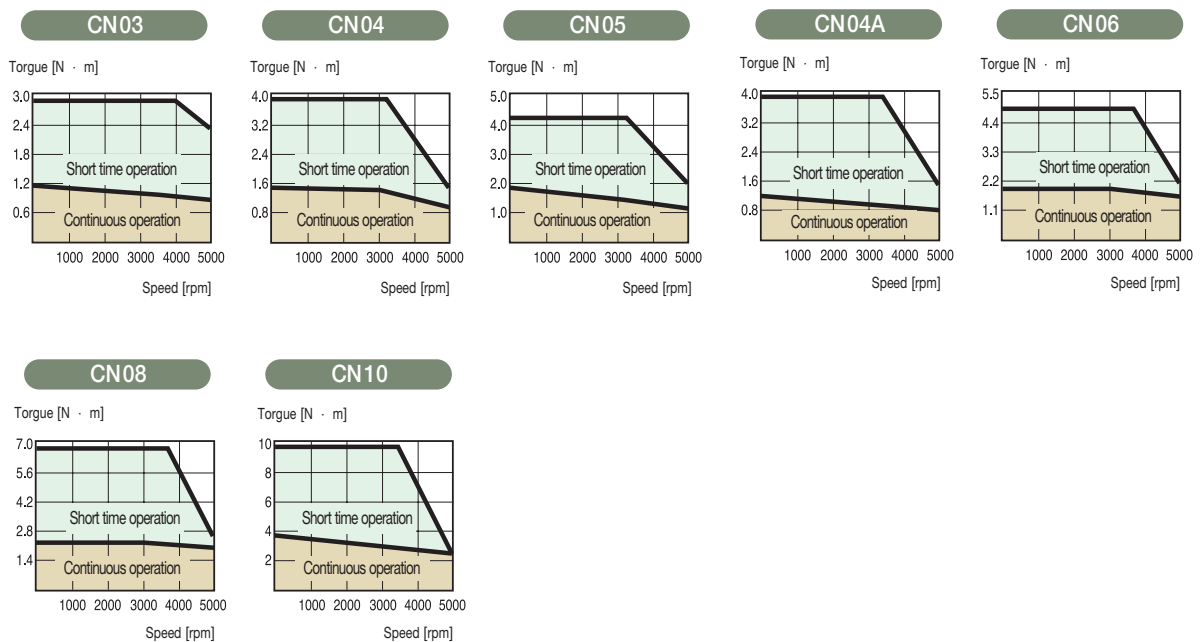 CN03
Torgue [N · m]
3.0
2.4
1.8
1.2
0.6
Short time operation
Continuous operation
1000 2000 3000 4000 5000
Speed [rpm]
CN04
Torgue [N · m]
4.0
3.2
2.4
1.6
0.8
Short time operation
Continuous operation
1000 2000 3000 4000 5000
Speed [rpm]
CN05
Torgue [N · m]
5.0
4.0
3.0
2.0
1.0
Short time operation
Continuous operation
1000 2000 3000 4000 5000
Speed [rpm]
CN04A
Torgue [N · m]
4.0
3.2
2.4
1.6
0.8
Short time operation
Continuous operation
1000 2000 3000 4000 5000
Speed [rpm]
CN06
Torgue [N · m]
5.5
4.4
3.3
2.2
1.1
Short time operation
Continuous operation
1000 2000 3000 4000 5000
Speed [rpm]
CN08
Torgue [N · m]
7.0
5.6
4.2
2.8
1.4
Short time operation
Continuous operation
1000 2000 3000 4000 5000
Speed [rpm]
CN10
Torgue [N · m]
10
8
6
4
2
Short time operation
Continuous operation
1000 2000 3000 4000 5000
Speed [rpm]